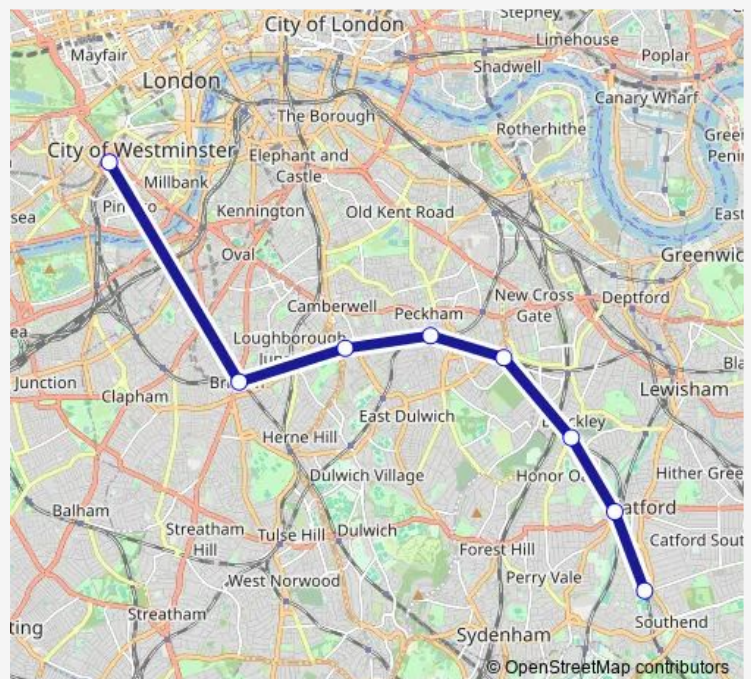 Stepney,
City of London
Limehouse
Mayfair
Poplar
Shadwell
London
Canary Wharf
The Borough
Rotherhithe
City of Westminster
Elephant and
Castle
Millbank
Kennington
Old Kent Road
Oval
Greenwic
New Cross
Gate
Deptford
Camberwell
Peckham
Loughborough
Junction
Clapham
Lewisham
East Dulwich
Herne Hill
Dulwich Village
Honor O
Hither Gree
Balham
atford
Streatham
Hill
Tulse Hill
Dulwich
Catford Sout
Forest Hill
West Norwood
Perry Vale
Streatham
Southend
ting
Sydenham
© OpenStreetMap contributors